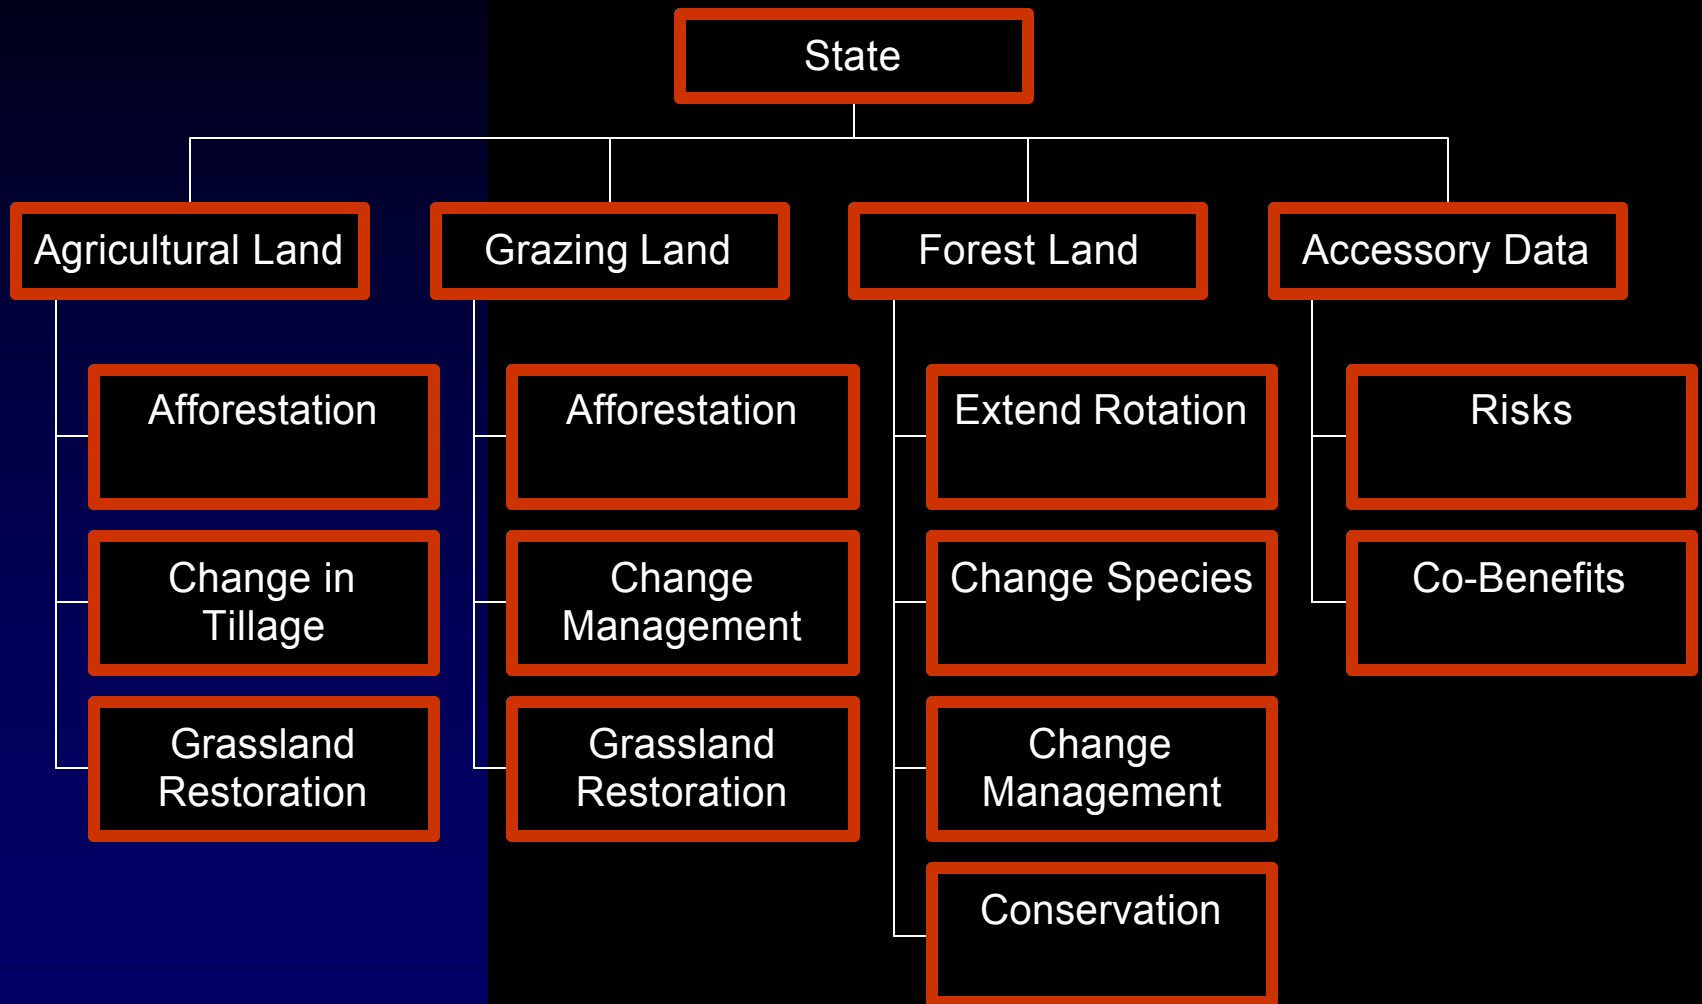 State
Agricultural Land
Afforestation
Change in
Tillage
Grassland
Restoration
Grazing Land
Afforestation
Change
Management
Grassland
Restoration
Forest Land
Extend Rotation
Change Species
Change
Management
Conservation
Accessory Data
Risks
Co-Benefits